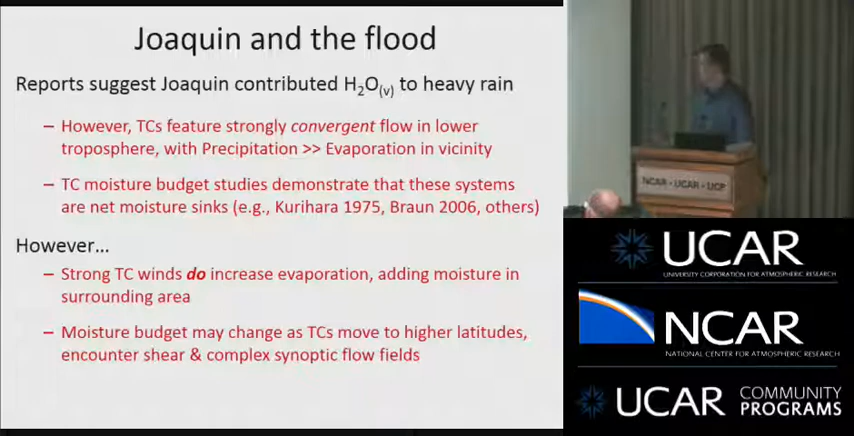 Joaquin and the flood
Reports suggest Joaquin contributed H2O(v) to heavy rain
– However, TCs feature strongly convergent flow in lower
troposphere, with Precipitation >> Evaporation in vicinity
– TC moisture budget studies demonstrate that these systems
are net moisture sinks (e.g., Kurihara 1975, Braun 2006, others)
However...
– Strong TC winds do increase evaporation, adding moisture in
surrounding area
– Moisture budget may change as TCs move to higher latitudes,
encounter shear & complex synoptic flow fields
NCAR - UCAR - UCP
UCAR
UNIVERSITY CORPORATION FOR ATMOSPHERIC RESEARCH
NCAR
NATIONAL CENTER FOR ATMOSPHERIC RESEARCH
UCAR
COMMUNITY
PROGRAMS